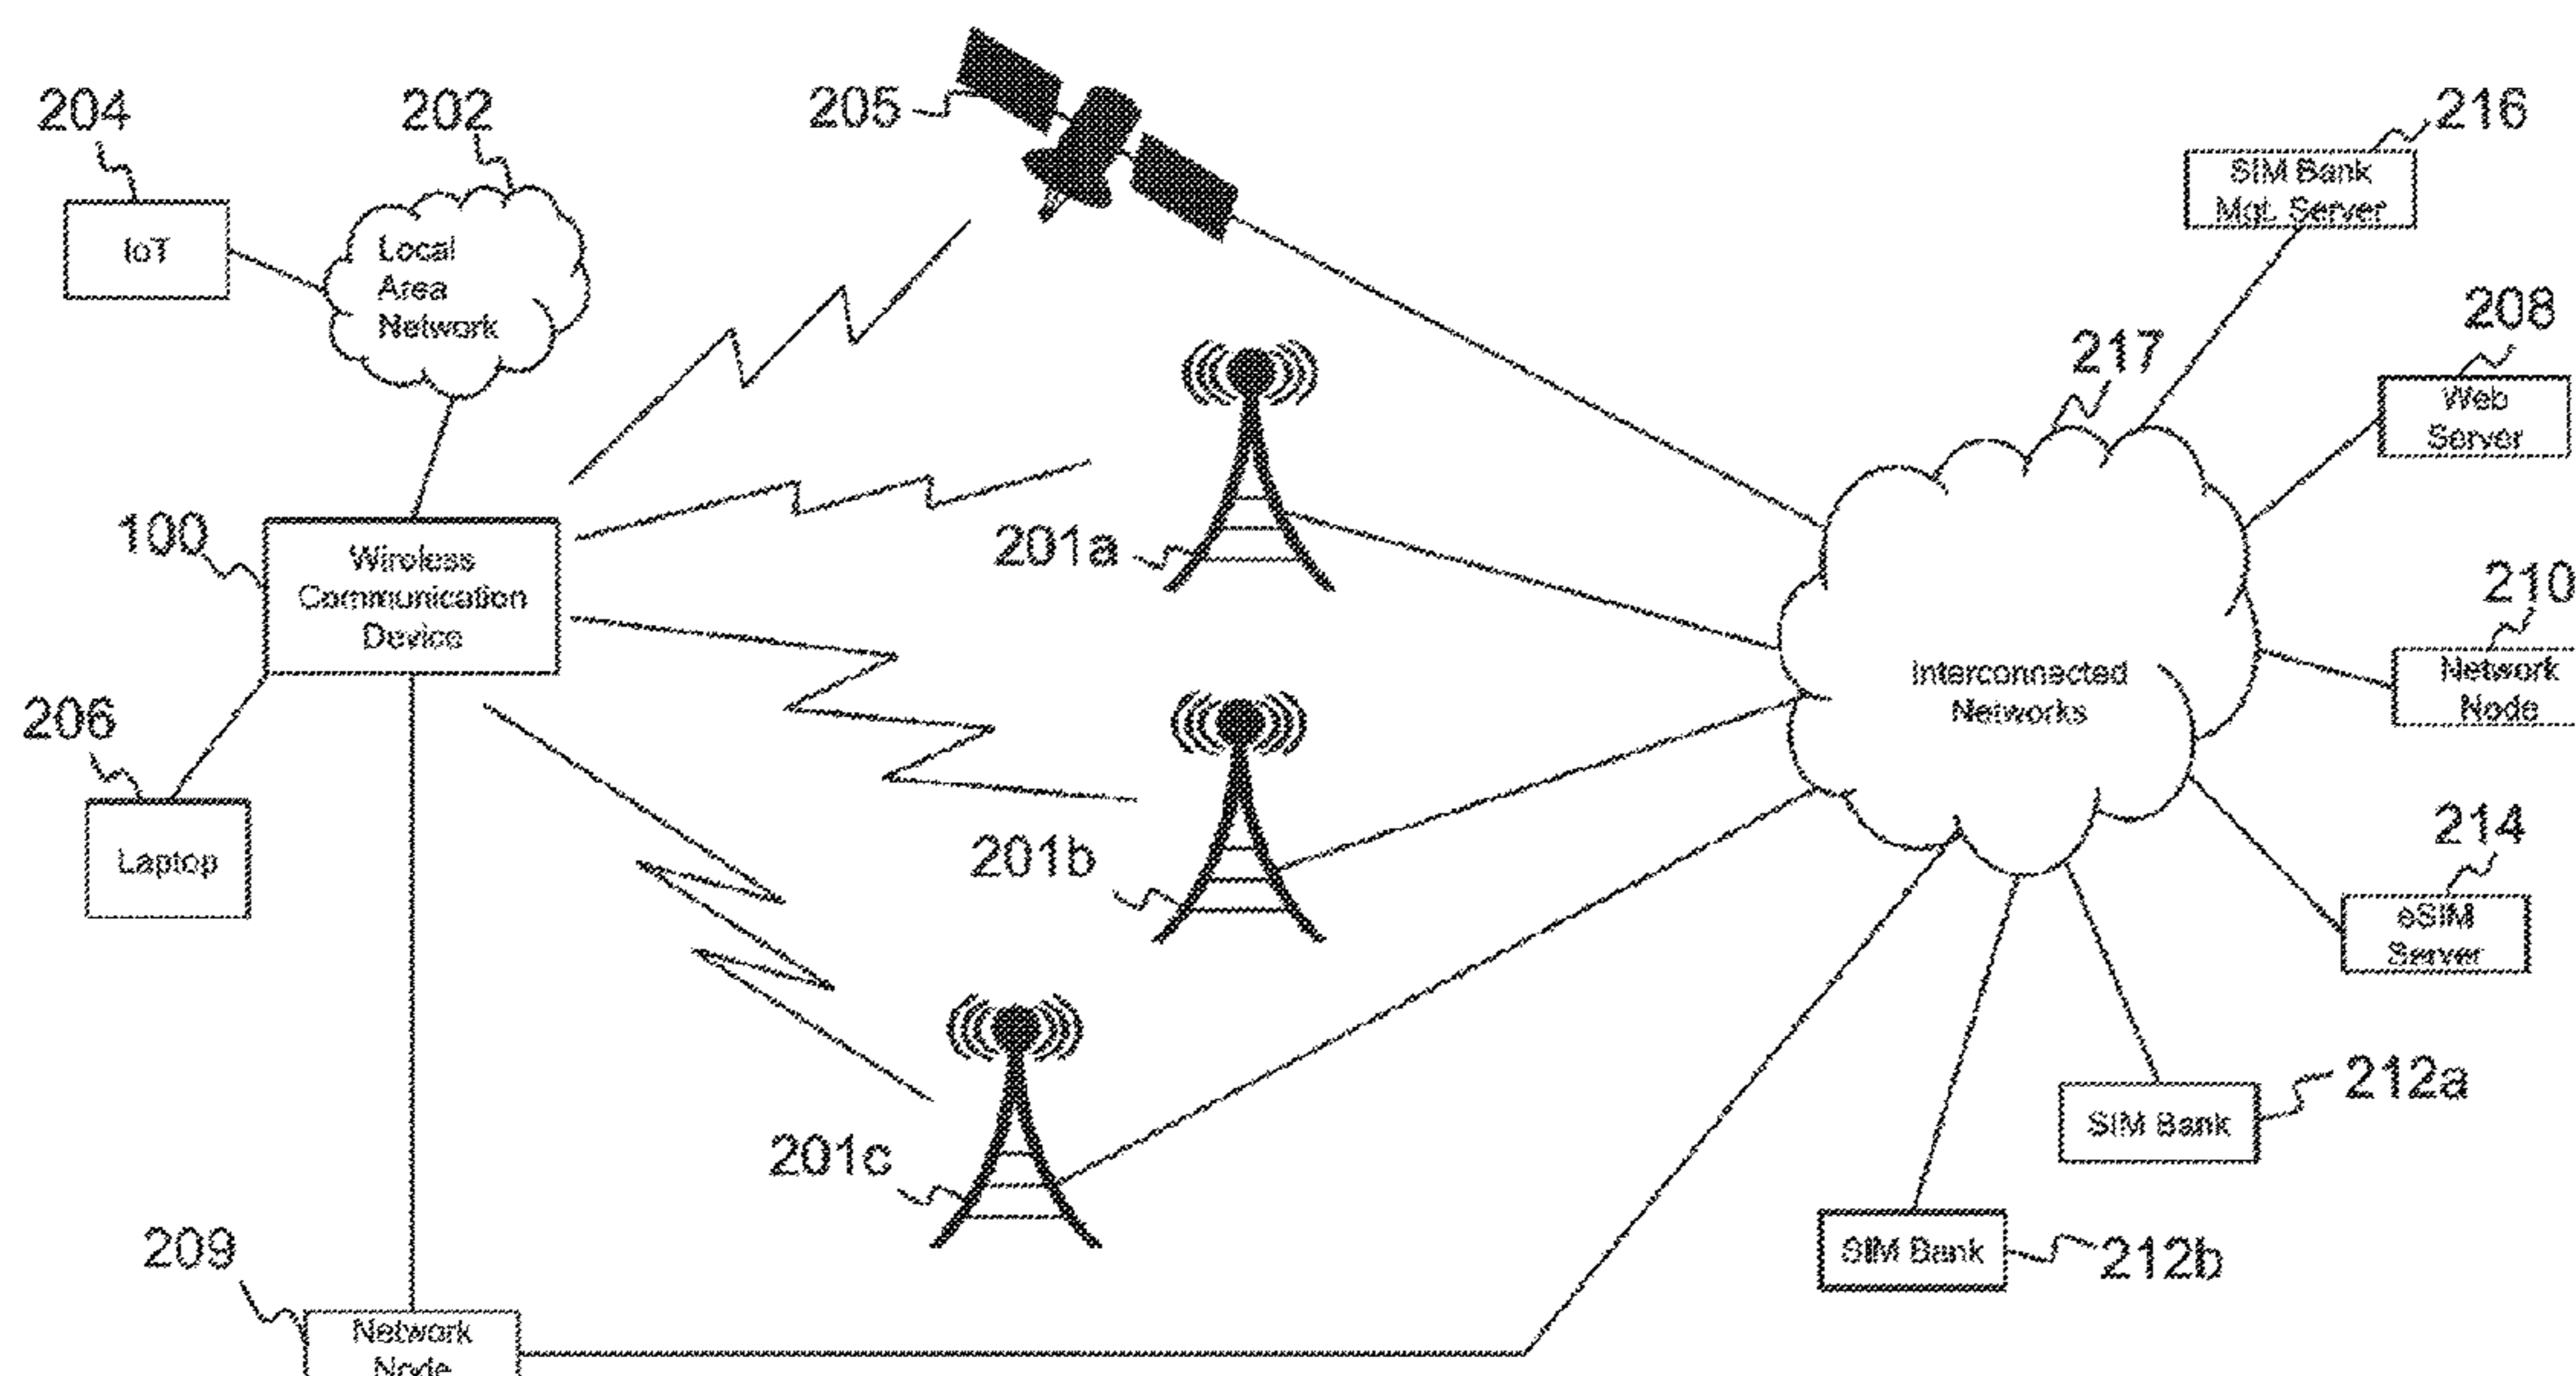 204
202
205
216
IoT
Local
Area
Network
SIM Bank
Mgt. Server
208
217
Web
Server
100
Wireless
Communication
Device
201a
210
Interconnected
Networks
Network
Node
206
Laptop
201b
214
eSIM
Server
201c
212a
SIM Bank
209
SIM Bank
212b
Network
Node